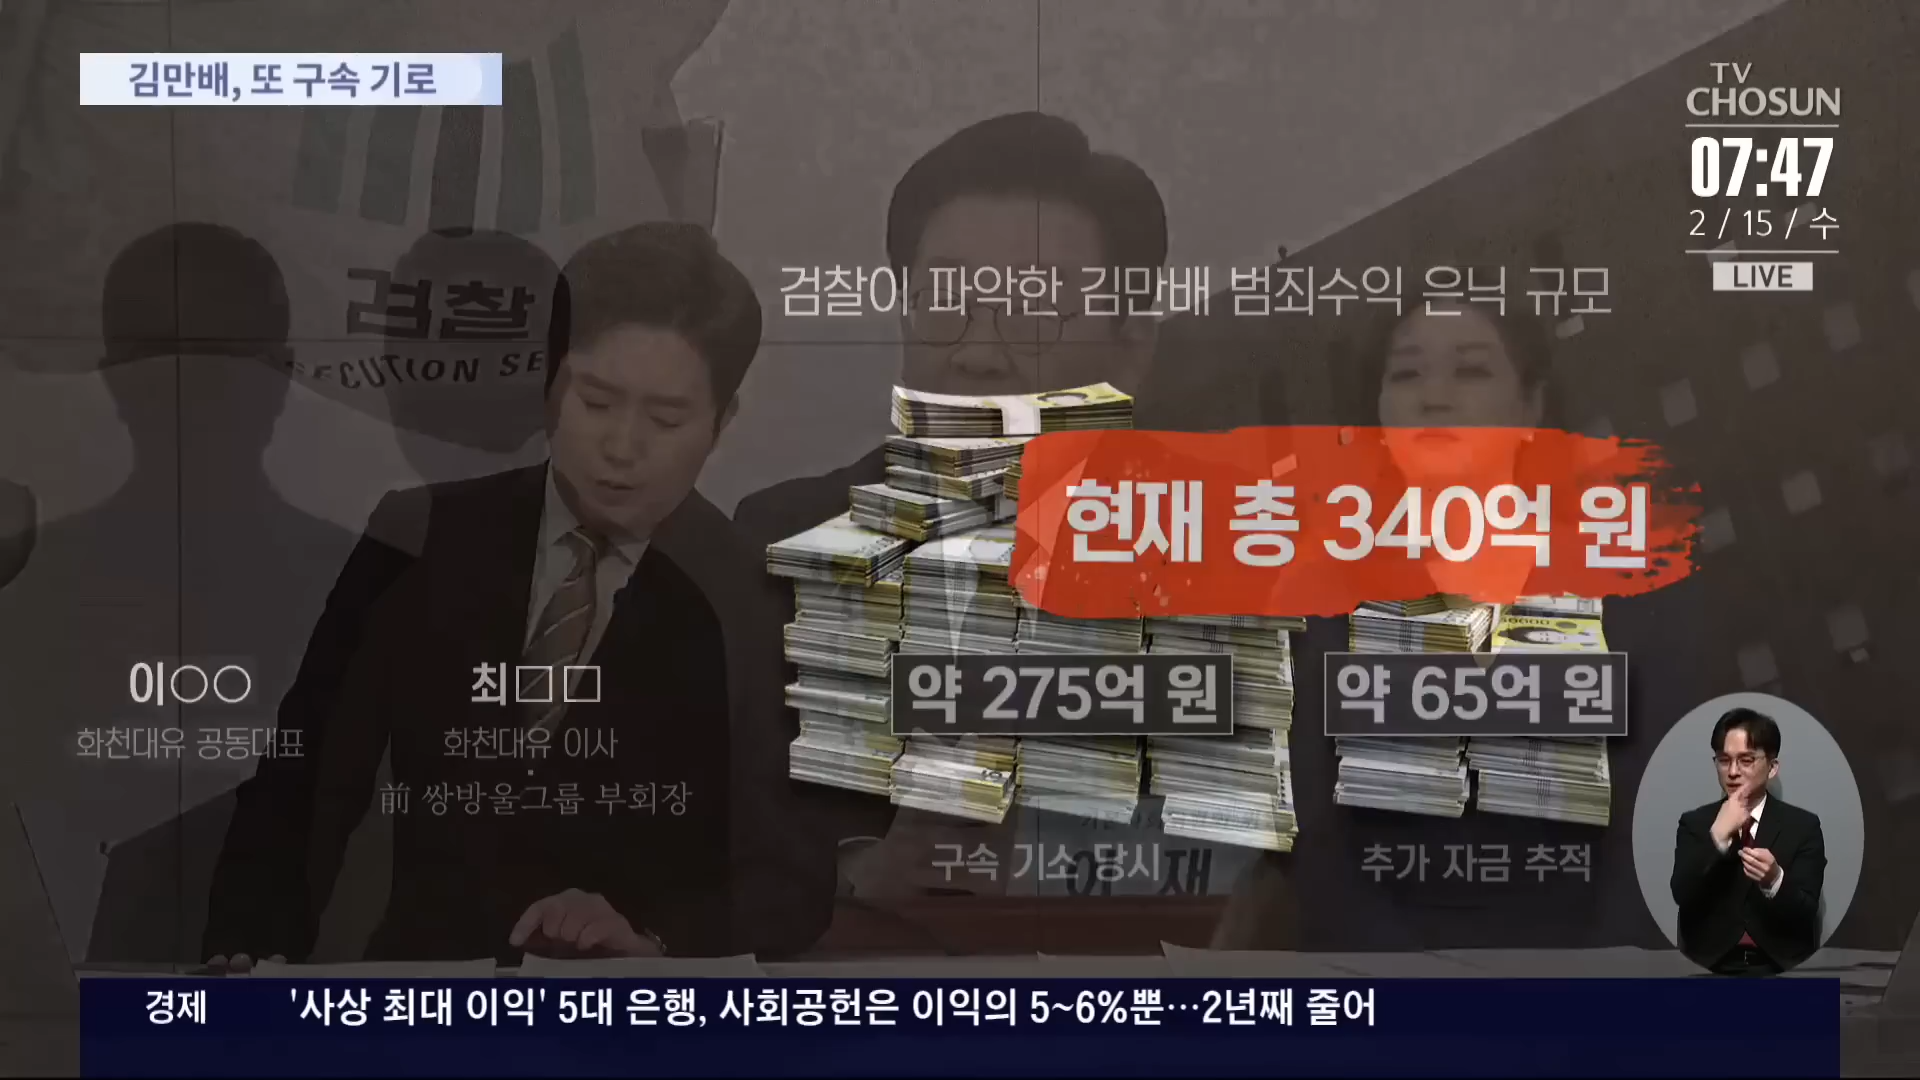 김만배, 또 구속 기로
TV
CHOSUN
07:47
2 / 15 / 수
LIVE
검찰
ECUTION SE
검찰이 파악한 김만배 범죄수익 은닉 규모
현재 총 340억 원
약 275억 원
약 65억 원
구속 기소 당시
추가 자금 추적
이○○
화천대유 공동대표
최□□
화천대유 이사
·
前 쌍방울그룹 부회장
경제
'사상 최대 이익' 5대 은행, 사회공헌은 이익의 5~6%뿐…2년째 줄어